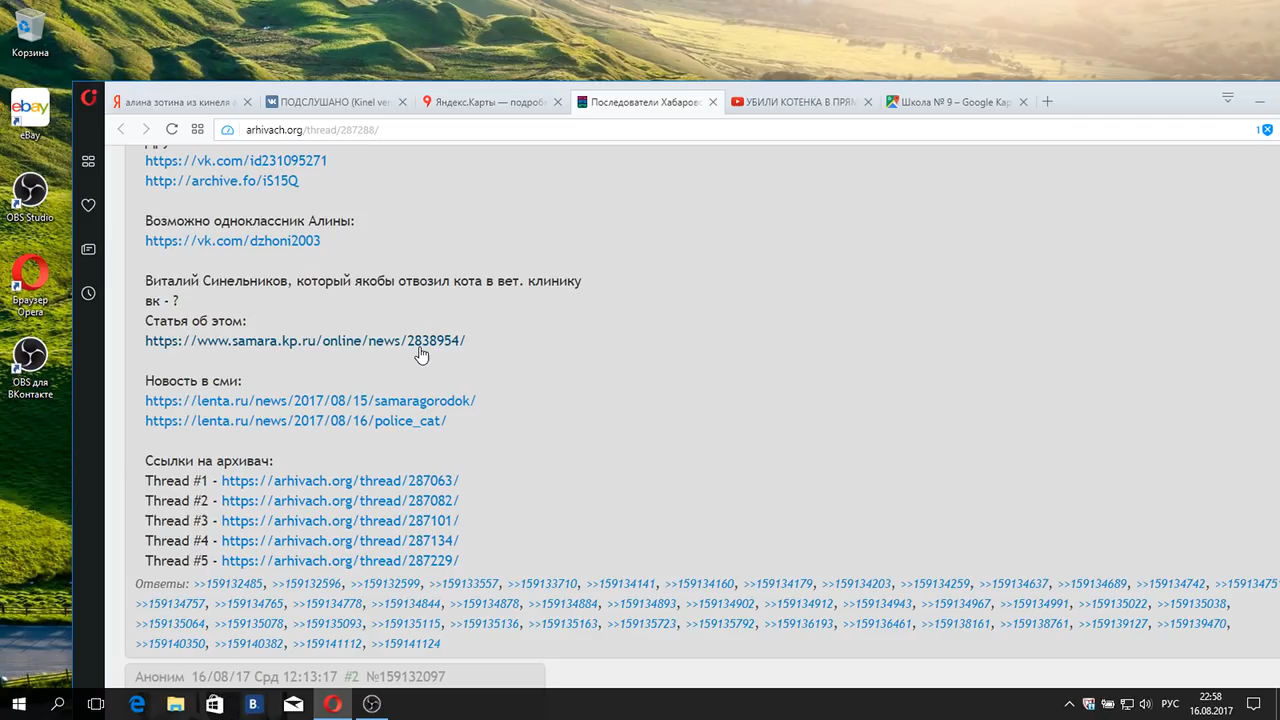 Корзина
ebay
eBay
OBS Studio
Браузер
Opera
OBS для
ВКонтакте
алина зотина из кинеля
ПОДСЛУШАНО (Kinel
Яндекс.Карты — подроб
Последователи Хабаров
УБИЛИ КОТЕНКА В ПРЯ
Школа № 9 – Google Ка
arhivach.org/thread/287288/
1
https://vk.com/id231095271
http://archive.fo/iS15Q
Возможно одноклассник Алины:
https://vk.com/dzhoni2003
Виталий Синельников, который якобы отвозил кота в вет. клинику
вк - ?
Статья об этом:
https://www.samara.kp.ru/online/news/2838954/
Новость в сми:
https://lenta.ru/news/2017/08/15/samaragorodok/
https://lenta.ru/news/2017/08/16/police_cat/
Ссылки на архивач:
Thread #1 - https://arhivach.org/thread/287063/
Thread #2 - https://arhivach.org/thread/287082/
Thread #3 - https://arhivach.org/thread/287101/
Thread #4 - https://arhivach.org/thread/287134/
Thread #5 - https://arhivach.org/thread/287229/
Ответы: >>159132485, >>159132596, >>159132599, >>159133557, >>159133710, >>159134141, >>159134160, >>159134179, >>159134203, >>159134259, >>159134637, >>159134689, >>159134742, >>15913475
>>159134757, >>159134765, >>159134778, >>159134844, >>159134878, >>159134884, >>159134893, >>159134902, >>159134912, >>159134943, >>159134967, >>159134991, >>159135022, >>159135038,
>>159135064, >>159135078, >>159135093, >>159135115, >>159135136, >>159135163, >>159135723, >>159135792, >>159136193, >>159136461, >>159138161, >>159138761, >>159139127, >>159139470,
>>159140350, >>159140382, >>159141112, >>159141124
Аноним 16/08/17 Срд 12:13:17 #2 №159132097
РУС
22:58
16.08.2017